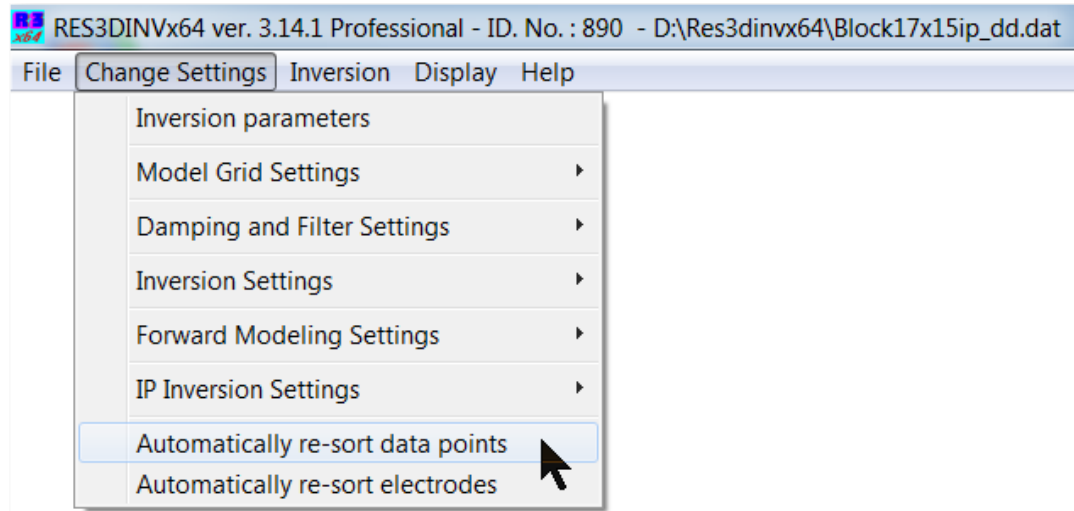 R3 x64 RES3DINVx64 ver. 3.14.1 Professional - ID. No. : 890 - D:\Res3dinvx64\Block17x15ip_dd.dat
File Change Settings Inversion Display Help
Inversion parameters
Model Grid Settings
Damping and Filter Settings
Inversion Settings
Forward Modeling Settings
IP Inversion Settings
Automatically re-sort data points
Automatically re-sort electrodes